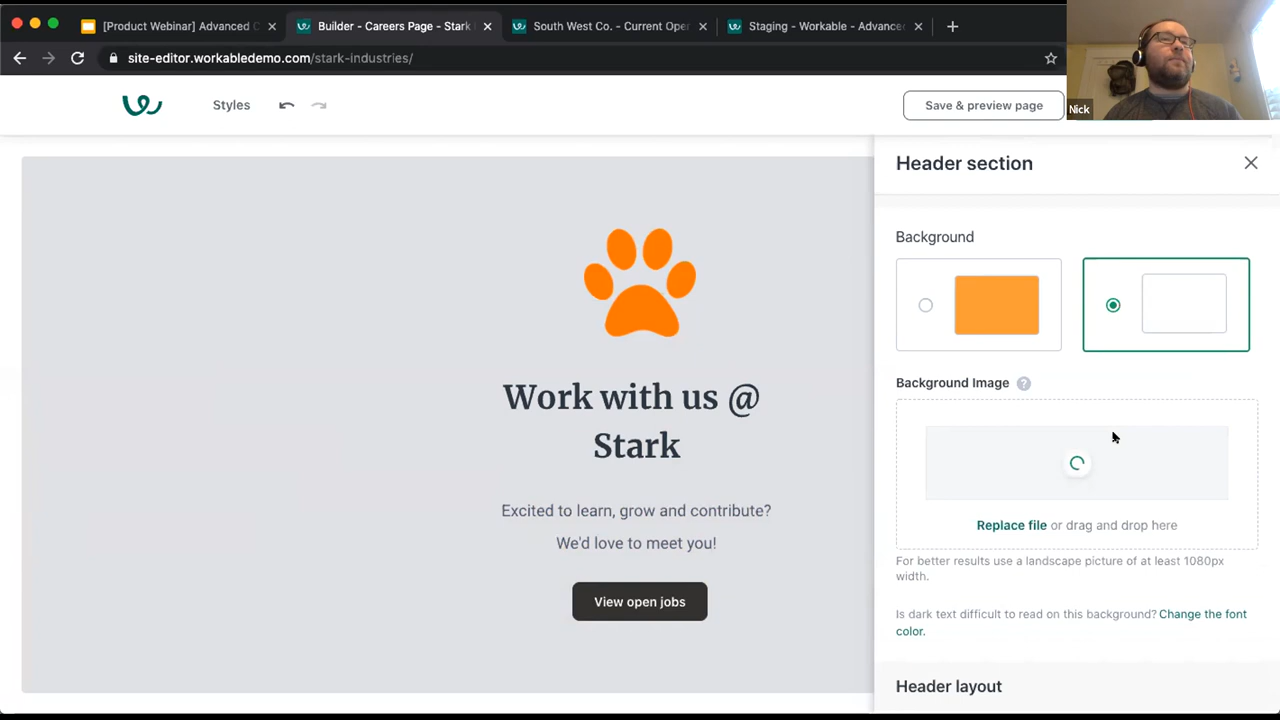 [Product Webinar] Advanced C
Builder - Careers Page - Stark
South West Co. - Current Oper
Staging - Workable - Advance
site-editor.workabledemo.com/stark-industries/
Nick
Styles
Save & preview page
Work with us @
Stark
Excited to learn, grow and contribute?
We'd love to meet you!
View open jobs
Header section
Background
Background Image ?
Replace file or drag and drop here
For better results use a landscape picture of at least 1080px
width.
Is dark text difficult to read on this background? Change the font
color.
Header layout